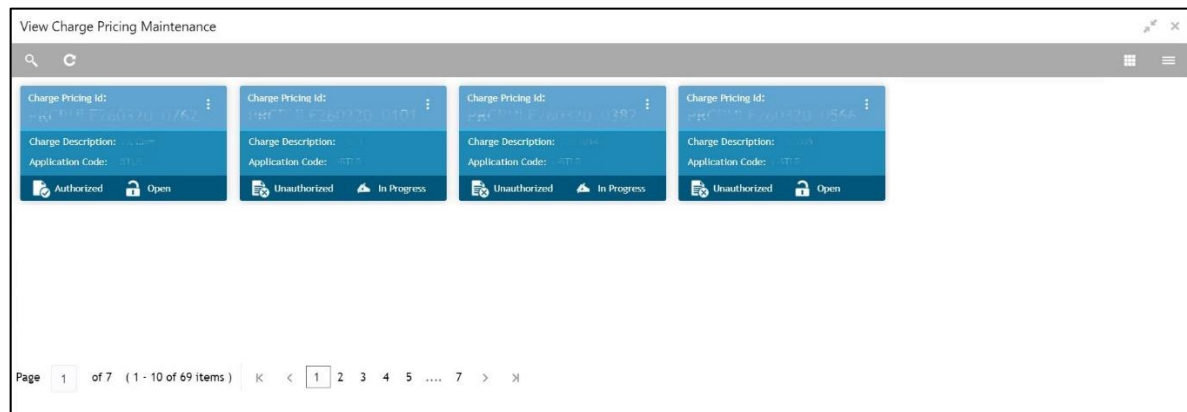 View Charge Pricing Maintenance
Charge Pricing Id:
Charge Description:
Application Code:
Authorized Open
Charge Pricing Id:
Charge Description:
Application Code:
Unauthorized In Progress
Charge Pricing Id:
Charge Description:
Application Code:
Unauthorized In Progress
Charge Pricing Id:
Charge Description:
Application Code:
Unauthorized Open
Page 1 of 7 ( 1 - 10 of 69 items ) 1 2 3 4 5 .... 7